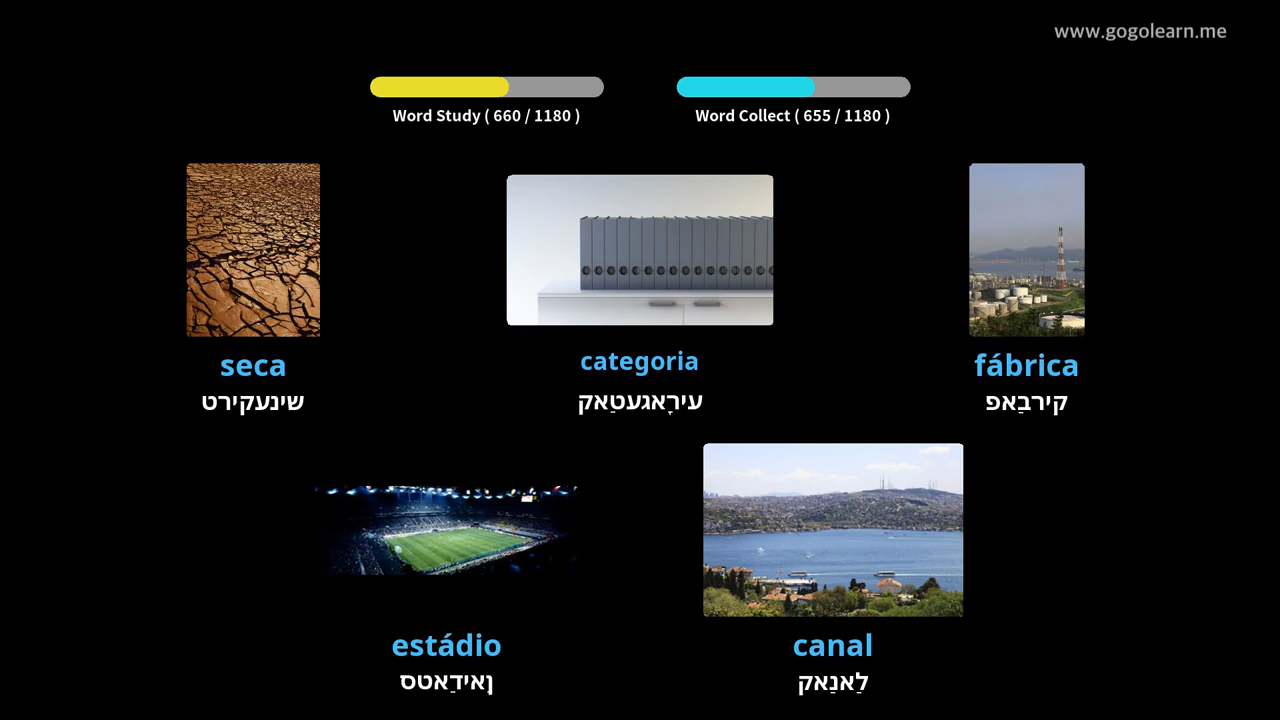 www.gogolearn.me
Word Study ( 660 / 1180 )
Word Collect ( 655 / 1180 )
seca
שינעקירט
categoria
עירָאגעטַאק
fábrica
קירבַאפ
estádio
ןאידַאטס
canal
לַאנַאק